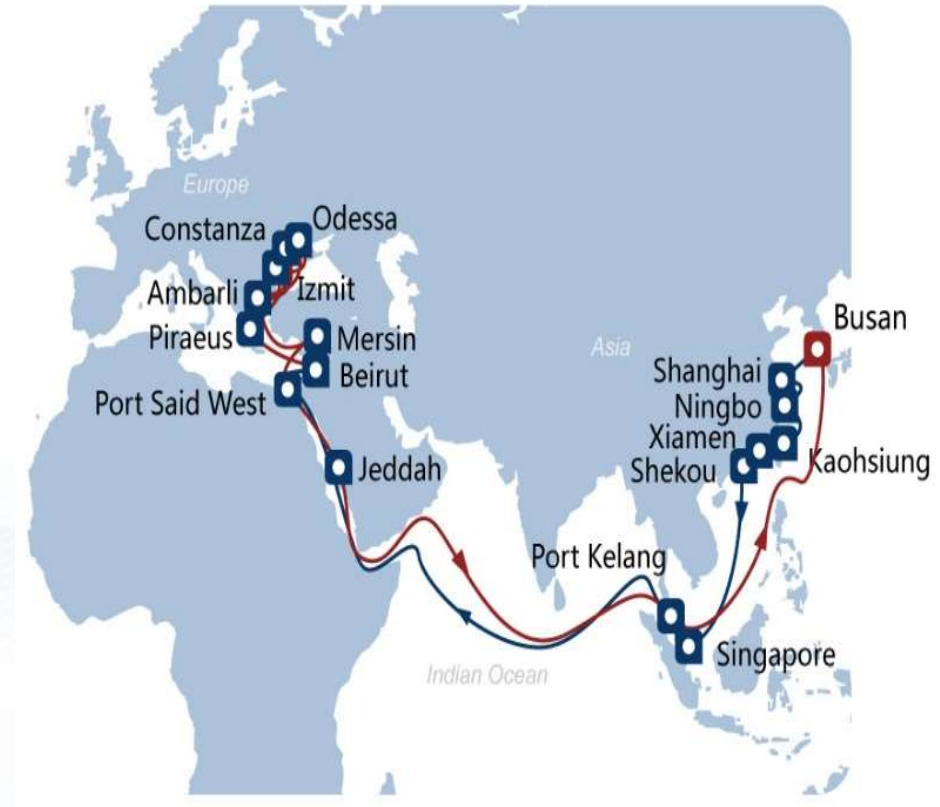 Europe
Odessa
Constanza
Ambarli
Izmit
Piraeus
Mersin
Beirut
Port Said West
Jeddah
Asia
Busan
Shanghai
Ningbo
Xiamen
Shekou
Kaohsiung
Port Kelang
Singapore
Indian Ocean